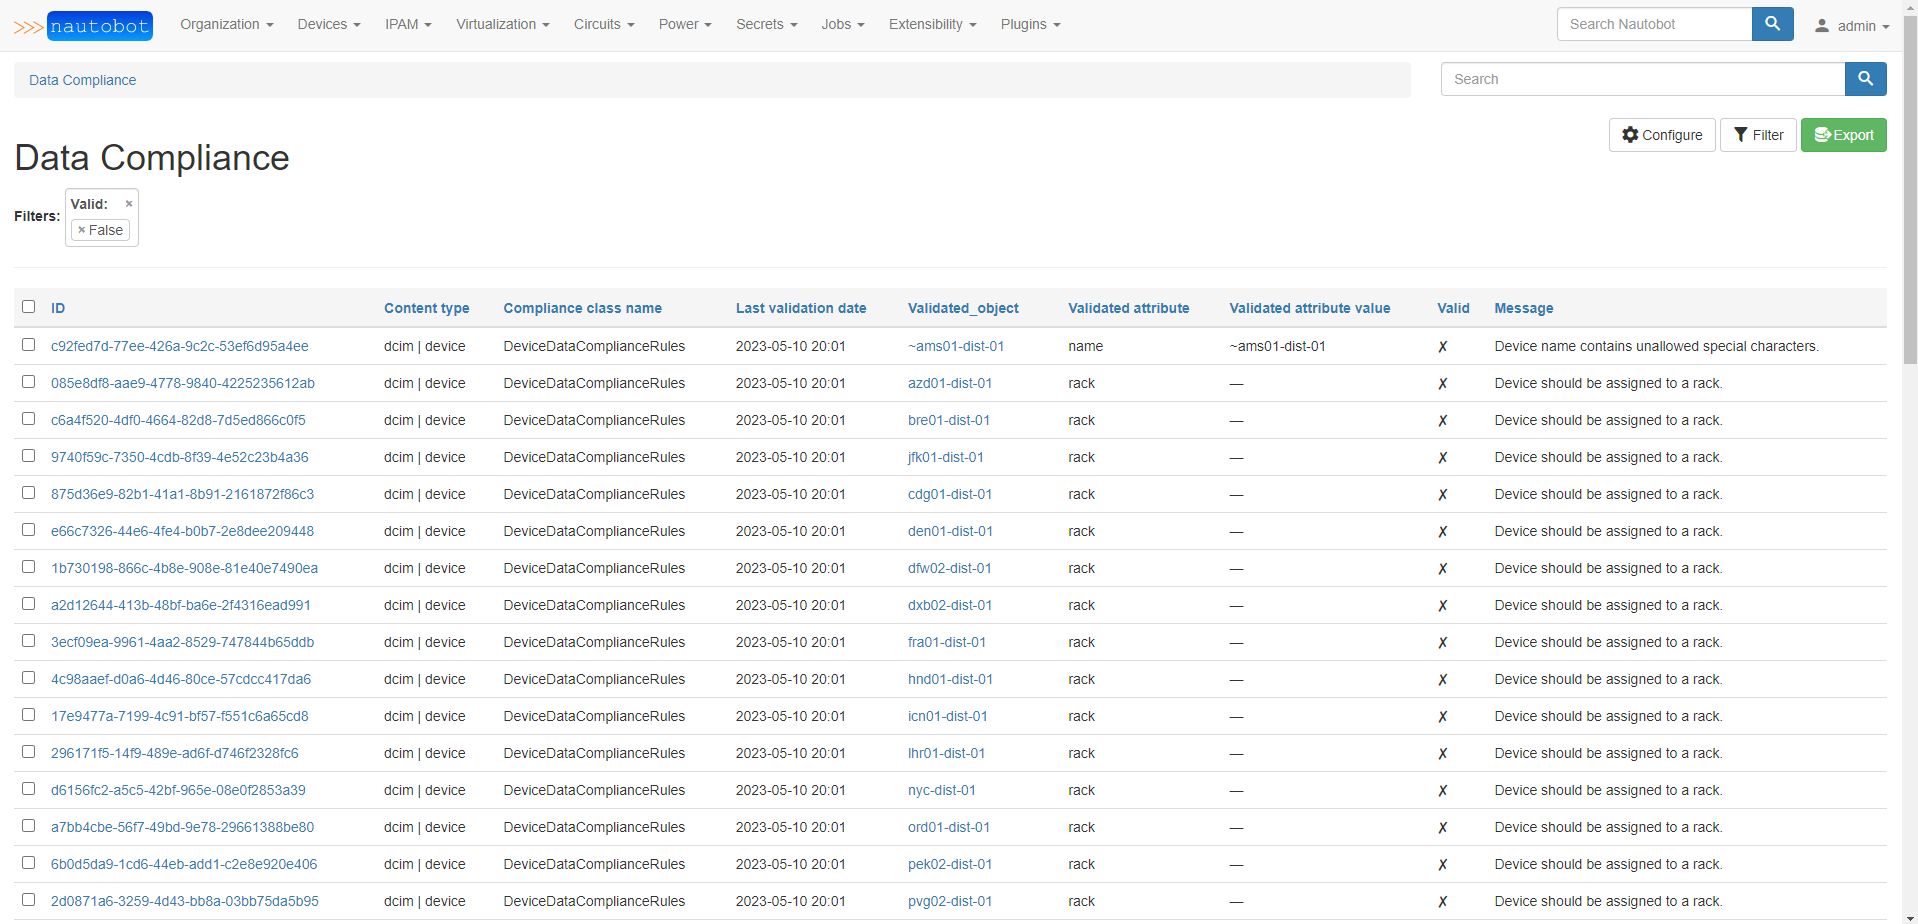 >>> nautobot Organization Devices IPAM Virtualization Circuits Power Secrets Jobs Extensibility Plugins Search Nautobot admin
Data Compliance Search
Configure Filter Export
Data Compliance
Filters: Valid: ×
× False
ID Content type Compliance class name Last validation date Validated_object Validated attribute Validated attribute value Valid Message
c92fed7d-77ee-426a-9c2c-53ef6d95a4ee dcim | device DeviceDataComplianceRules 2023-05-10 20:01 ~ams01-dist-01 name ~ams01-dist-01 ✗ Device name contains unallowed special characters.
085e8df8-aae9-4778-9840-4225235612ab dcim | device DeviceDataComplianceRules 2023-05-10 20:01 azd01-dist-01 rack — ✗ Device should be assigned to a rack.
c6a4f520-4df0-4664-82d8-7d5ed866c0f5 dcim | device DeviceDataComplianceRules 2023-05-10 20:01 bre01-dist-01 rack — ✗ Device should be assigned to a rack.
9740f59c-7350-4cdb-8f39-4e52c23b4a36 dcim | device DeviceDataComplianceRules 2023-05-10 20:01 jfk01-dist-01 rack — ✗ Device should be assigned to a rack.
875d36e9-82b1-41a1-8b91-2161872f86c3 dcim | device DeviceDataComplianceRules 2023-05-10 20:01 cdg01-dist-01 rack — ✗ Device should be assigned to a rack.
e66c7326-44e6-4fe4-b0b7-2e8dee209448 dcim | device DeviceDataComplianceRules 2023-05-10 20:01 den01-dist-01 rack — ✗ Device should be assigned to a rack.
1b730198-866c-4b8e-908e-81e40e7490ea dcim | device DeviceDataComplianceRules 2023-05-10 20:01 dfw02-dist-01 rack — ✗ Device should be assigned to a rack.
a2d12644-413b-48bf-ba6e-2f4316ead991 dcim | device DeviceDataComplianceRules 2023-05-10 20:01 dxb02-dist-01 rack — ✗ Device should be assigned to a rack.
3ecf09ea-9961-4aa2-8529-747844b65ddb dcim | device DeviceDataComplianceRules 2023-05-10 20:01 fra01-dist-01 rack — ✗ Device should be assigned to a rack.
4c98aaef-d0a6-4d46-80ce-57cdcc417da6 dcim | device DeviceDataComplianceRules 2023-05-10 20:01 hnd01-dist-01 rack — ✗ Device should be assigned to a rack.
17e9477a-7199-4c91-bf57-f551c6a65cd8 dcim | device DeviceDataComplianceRules 2023-05-10 20:01 icn01-dist-01 rack — ✗ Device should be assigned to a rack.
296171f5-14f9-489e-ad6f-d746f2328fc6 dcim | device DeviceDataComplianceRules 2023-05-10 20:01 lhr01-dist-01 rack — ✗ Device should be assigned to a rack.
d6156fc2-a5c5-42bf-965e-08e0f2853a39 dcim | device DeviceDataComplianceRules 2023-05-10 20:01 nyc-dist-01 rack — ✗ Device should be assigned to a rack.
a7bb4cbe-56f7-49bd-9e78-29661388be80 dcim | device DeviceDataComplianceRules 2023-05-10 20:01 ord01-dist-01 rack — ✗ Device should be assigned to a rack.
6b0d5da9-1cd6-44eb-add1-c2e8e920e406 dcim | device DeviceDataComplianceRules 2023-05-10 20:01 pek02-dist-01 rack — ✗ Device should be assigned to a rack.
2d0871a6-3259-4d43-bb8a-03bb75da5b95 dcim | device DeviceDataComplianceRules 2023-05-10 20:01 pvg02-dist-01 rack — ✗ Device should be assigned to a rack.